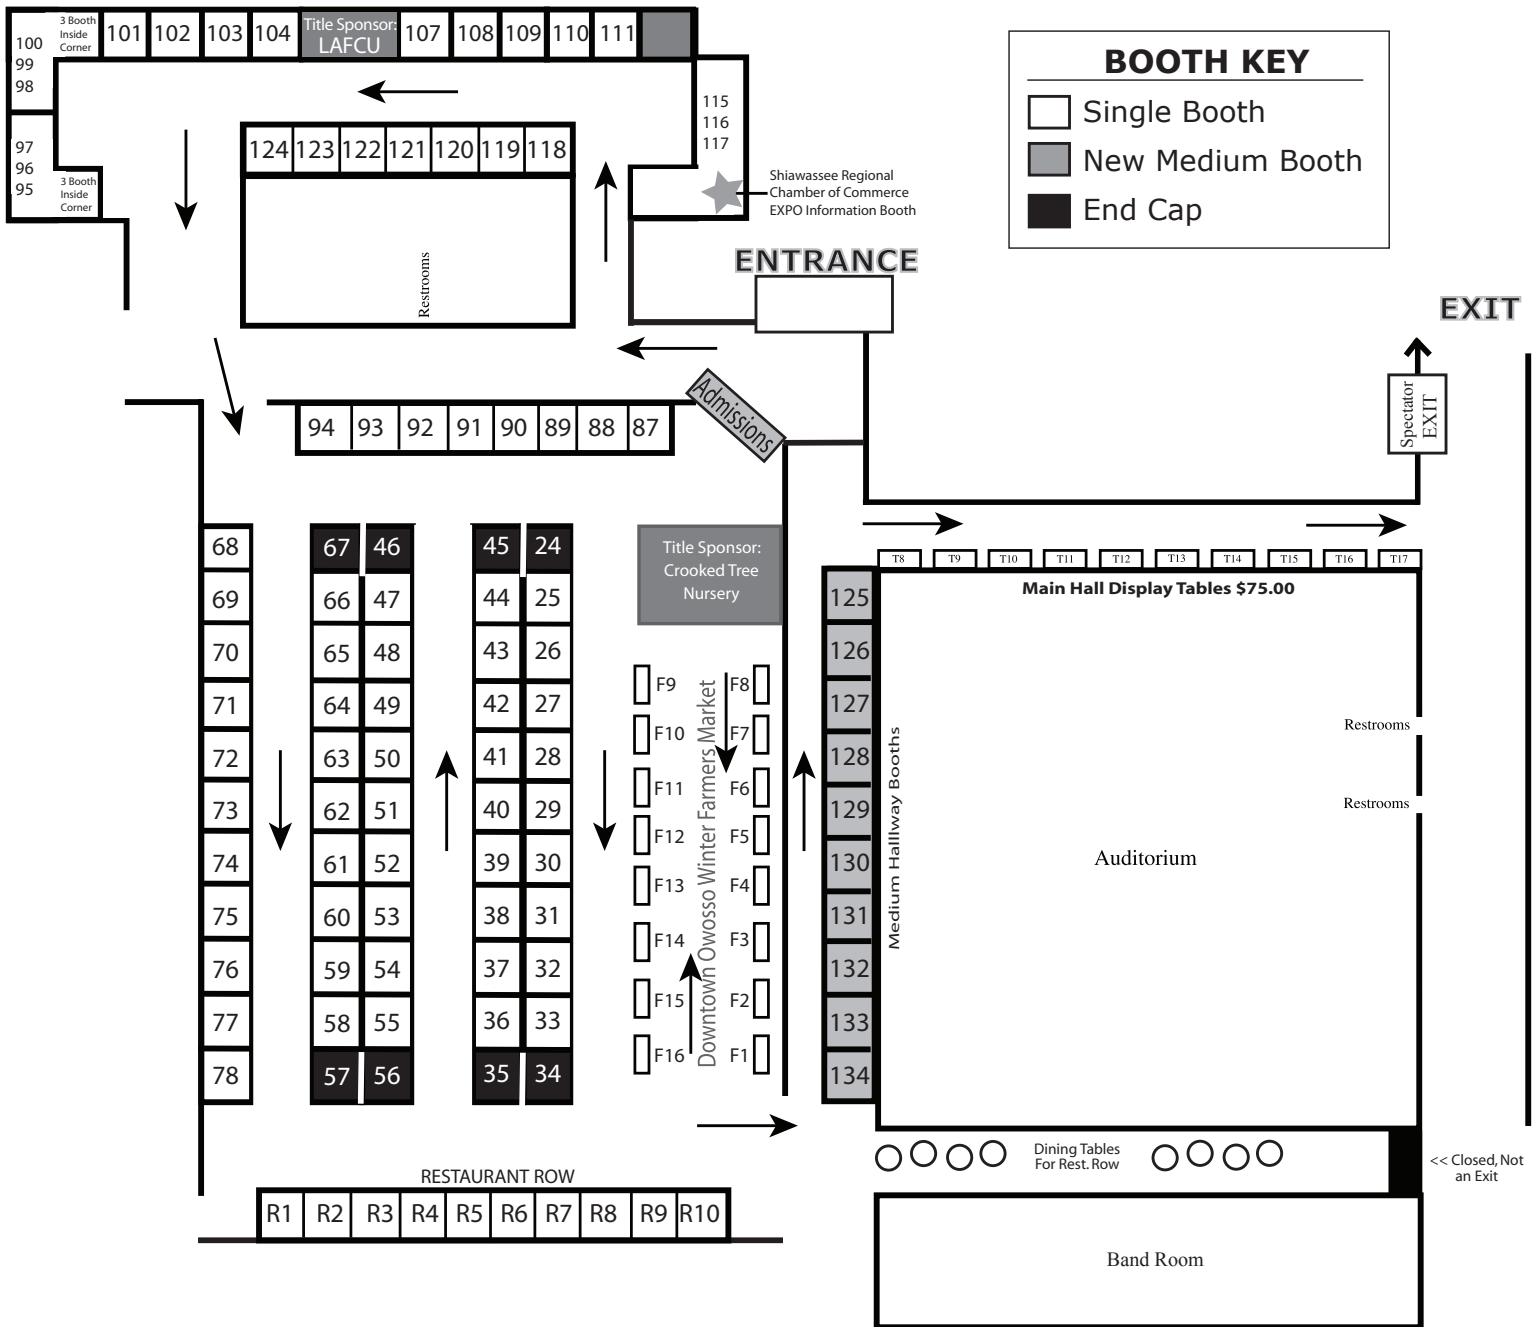 3 Booth
Inside
Corner
100
99
98
101
102
103
104
Title Sponsor:
LAFCU
107
108
109
110
111
97
96
95
3 Booth
Inside
Corner
115
116
117
124
123
122
121
120
119
118
Restrooms
Shiawassee Regional
Chamber of Commerce
EXPO Information Booth
BOOTH KEY
Single Booth
New Medium Booth
End Cap
ENTRANCE
EXIT
Spectator
EXIT
Admissions
94
93
92
91
90
89
88
87
68
69
70
71
72
73
74
75
76
77
78
67
46
66
47
65
48
64
49
63
50
62
51
61
52
60
53
59
54
58
55
57
56
45
24
44
25
43
26
42
27
41
28
40
29
39
30
38
31
37
32
36
33
35
34
Title Sponsor:
Crooked Tree
Nursery
F9
F8
F10
F7
F11
F6
F12
F5
F13
F4
F14
F3
F15
F2
F16
F1
Downtown Owosso Winter Farmers Market
125
126
127
128
129
130
131
132
133
134
Medium Hallway Booths
T8
T9
T10
T11
T12
T13
T14
T15
T16
T17
Main Hall Display Tables $75.00
Restrooms
Restrooms
Auditorium
Dining Tables
For Rest. Row
<< Closed, Not
an Exit
RESTAURANT ROW
R1
R2
R3
R4
R5
R6
R7
R8
R9
R10
Band Room